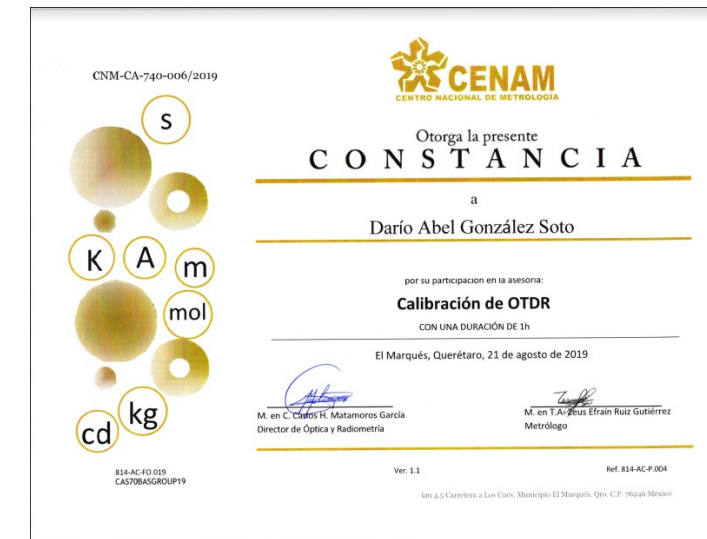 CNM-CA-740-006/2019
CENAM
CENTRO NACIONAL DE METROLOGÍA
Otorga la presente
CONSTANCIA
a
Darío Abel González Soto
por su participación en la asesoría:
Calibración de OTDR
CON UNA DURACIÓN DE 1h
El Marqués, Querétaro, 21 de agosto de 2019
s
K
A
m
mol
kg
cd
M. en C. Carlos H. Matamoros García
Director de Óptica y Radiometría
M. en T.A. Zeus Efraín Ruiz Gutiérrez
Metrólogo
814-AC-FO.019
CAS70BASGROUP19
Ver. 1.1
Ref. 814-AC-P.004
km 4.5 Carretera a Los Cués, Municipio El Marqués, Qro. C.P. 76246 México